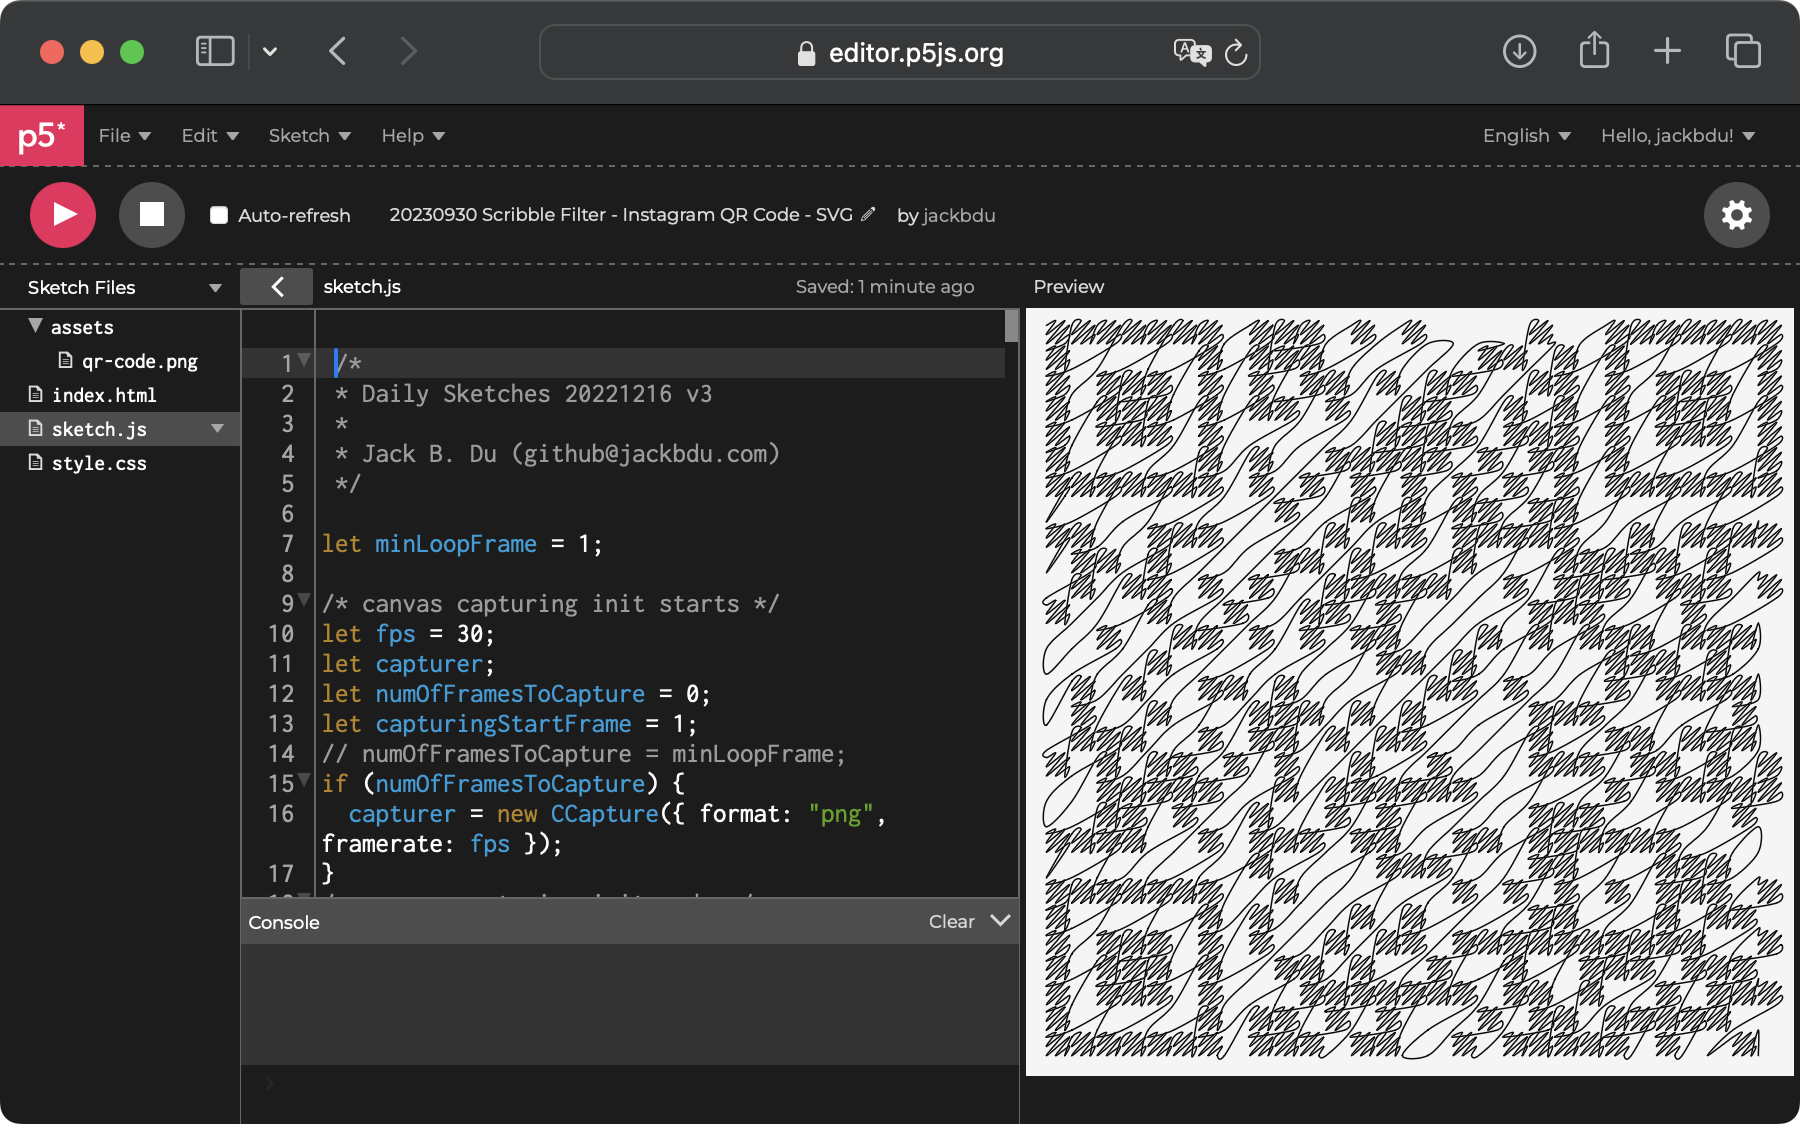 editor.p5js.org
p5* File Edit Sketch Help English Hello, jackbdu!
Auto-refresh 20230930 Scribble Filter - Instagram QR Code - SVG by jackbdu
Sketch Files sketch.js Saved: 1 minute ago Preview
assets
qr-code.png
index.html
sketch.js
style.css
1 /*
2 * Daily Sketches 20221216 v3
3 *
4 * Jack B. Du (github@jackbdu.com)
5 */
6
7 let minLoopFrame = 1;
8
9 /* canvas capturing init starts */
10 let fps = 30;
11 let capturer;
12 let numOfFramesToCapture = 0;
13 let capturingStartFrame = 1;
14 // numOfFramesToCapture = minLoopFrame;
15 if (numOfFramesToCapture) {
16 capturer = new CCapture({ format: "png",
framerate: fps });
17 }
Console Clear
>